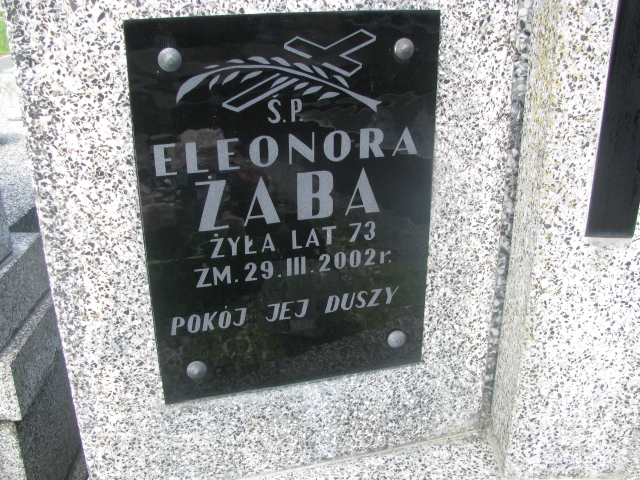 Ś.P.
ELEONORA
ŻABA
ŻYŁA LAT 73
ZM. 29.III.2002r.
POKÓJ JEJ DUSZY